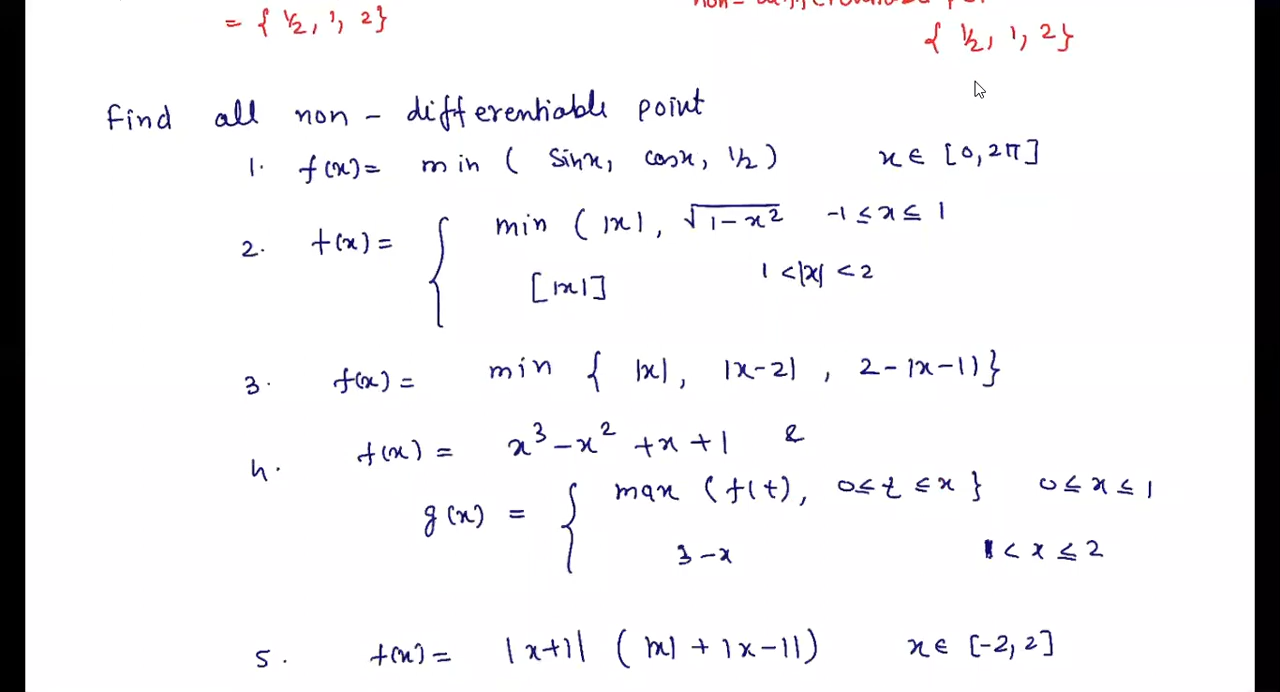 = { 1/2, 1, 2}
{ 1/2, 1, 2}
Find all non - differentiable point
1. f(x) = min ( sinx, cosx, 1/2 ) x ∈ [0, 2π]
2. f(x) = { min ( |x|, √(1-x²) -1 ≤ x ≤ 1
[|x|] 1 < |x| < 2
3. f(x) = min { |x|, |x-2|, 2-|x-1|}
4. f(x) = x³ - x² + x + 1 &
g(x) = { max (f(t), 0 ≤ t ≤ x } 0 ≤ x ≤ 1
3-x 1 < x ≤ 2
5. f(x) = |x+1| ( |x| + |x-1|) x ∈ [-2, 2]